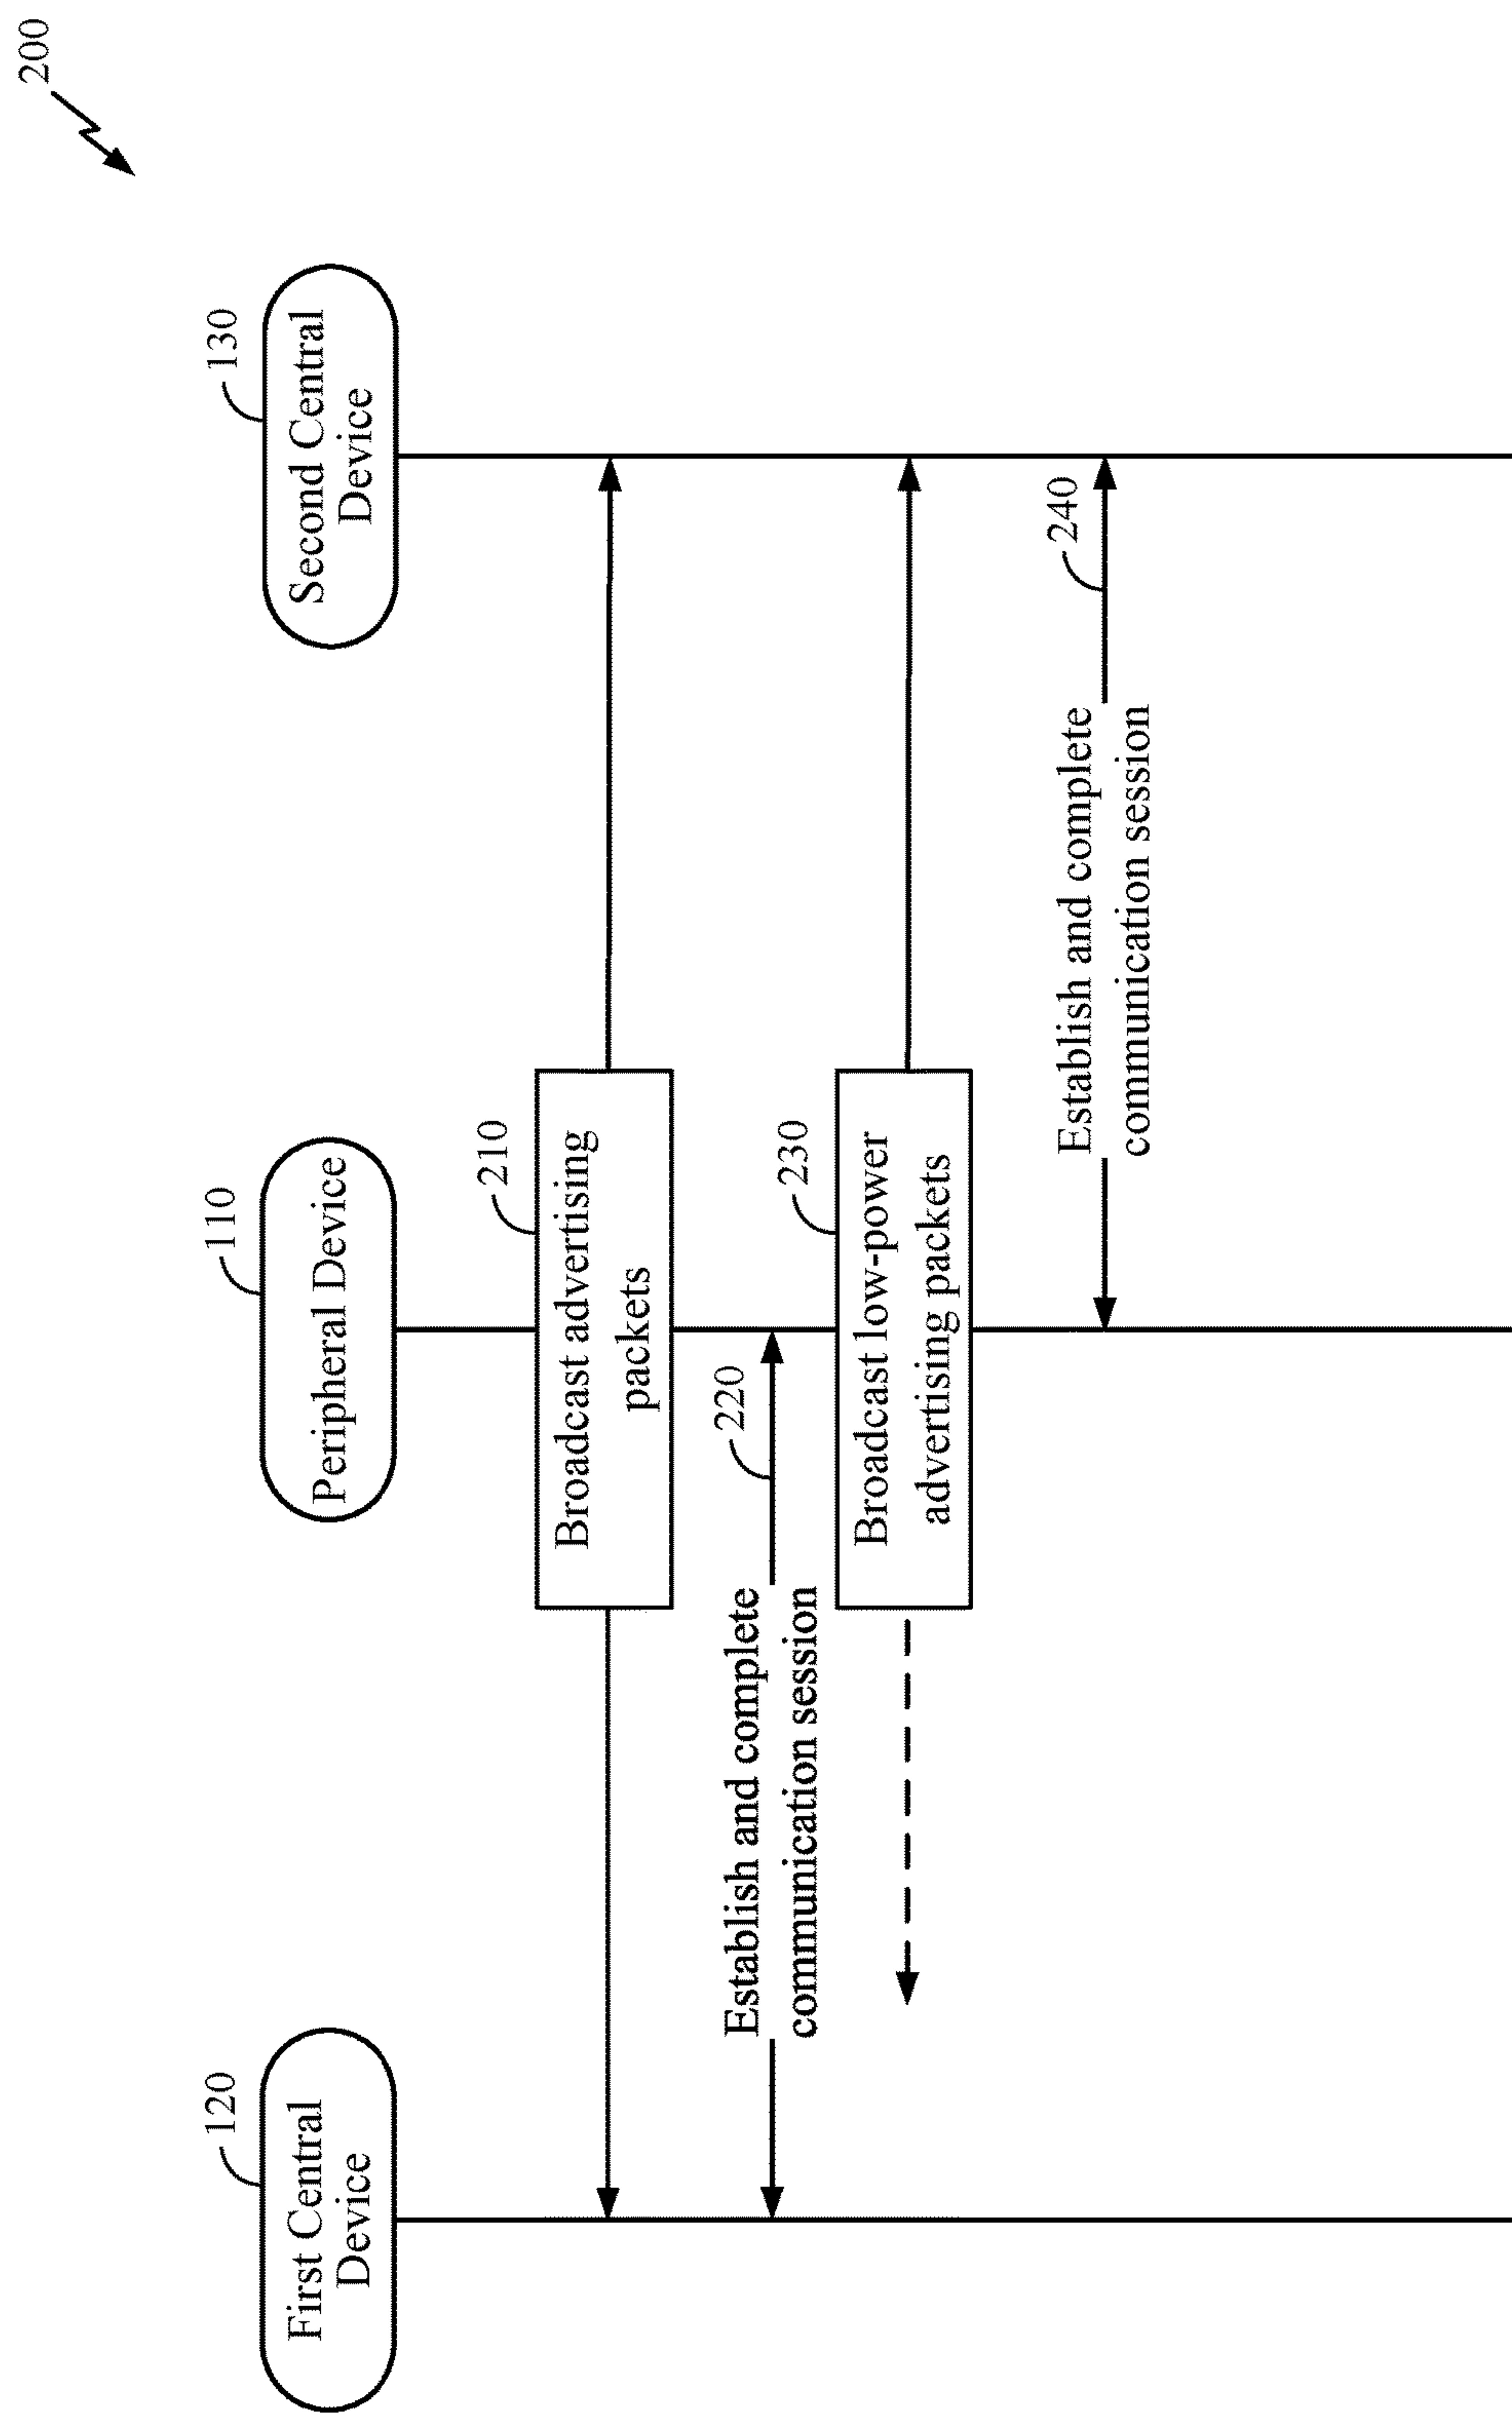 200
120
110
130
First Central
Device
Peripheral Device
Second Central
Device
210
Broadcast advertising
packets
220
Establish and complete
communication session
230
Broadcast low-power
advertising packets
240
Establish and complete
communication session